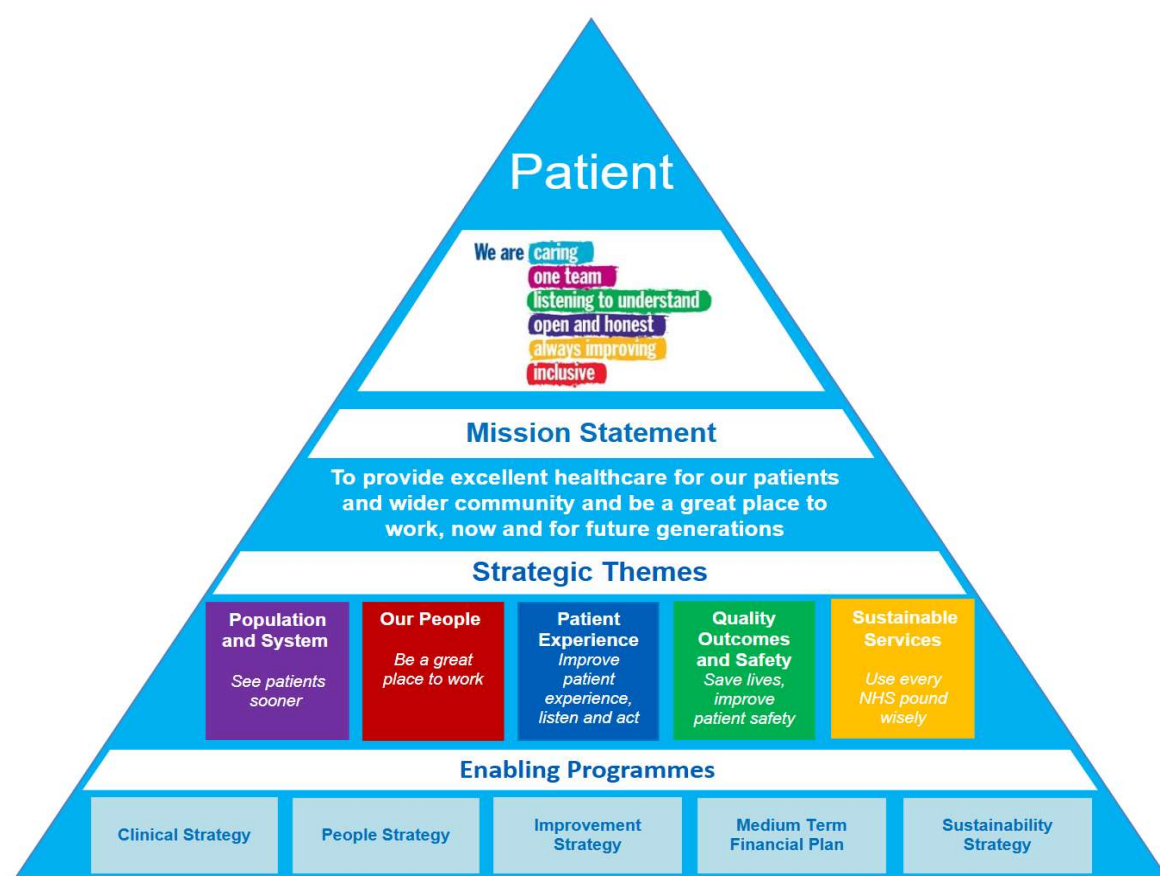 Patient
We are caring
one team
listening to understand
open and honest
always improving
inclusive
Mission Statement
To provide excellent healthcare for our patients
and wider community and be a great place to
work, now and for future generations
Strategic Themes
Population
and System
See patients
sooner
Our People
Be a great
place to work
Patient
Experience
Improve
patient
experience,
listen and act
Quality
Outcomes
and Safety
Save lives,
improve
patient safety
Sustainable
Services
Use every
NHS pound
wisely
Enabling Programmes
Clinical Strategy
People Strategy
Improvement
Strategy
Medium Term
Financial Plan
Sustainability
Strategy